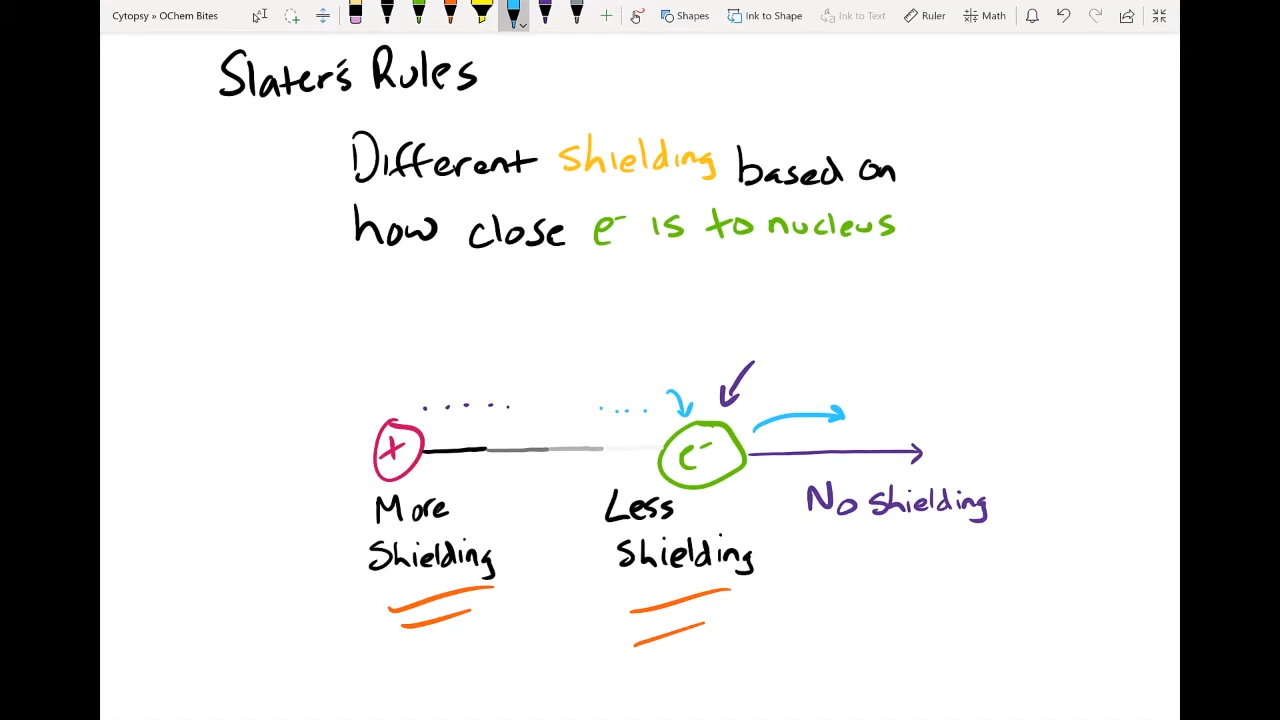 Cytopsy » OChem Bites
Shapes
Ink to Shape
Ink to Text
Ruler
Math
Slater's Rules
Different shielding based on
how close e⁻ is to nucleus
+
e⁻
More
Shielding
Less
Shielding
No shielding